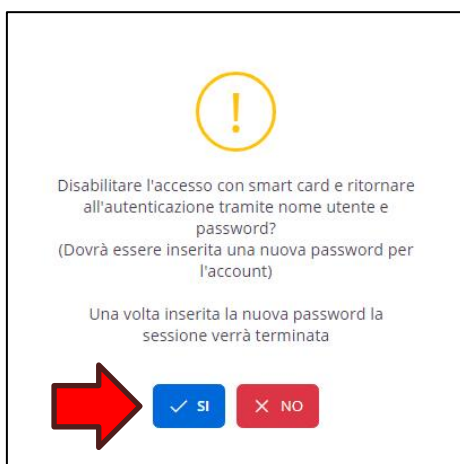 !
Disabilitare l'accesso con smart card e ritornare
all'autenticazione tramite nome utente e
password?
(Dovrà essere inserita una nuova password per
l'account)
Una volta inserita la nuova password la
sessione verrà terminata
SI NO